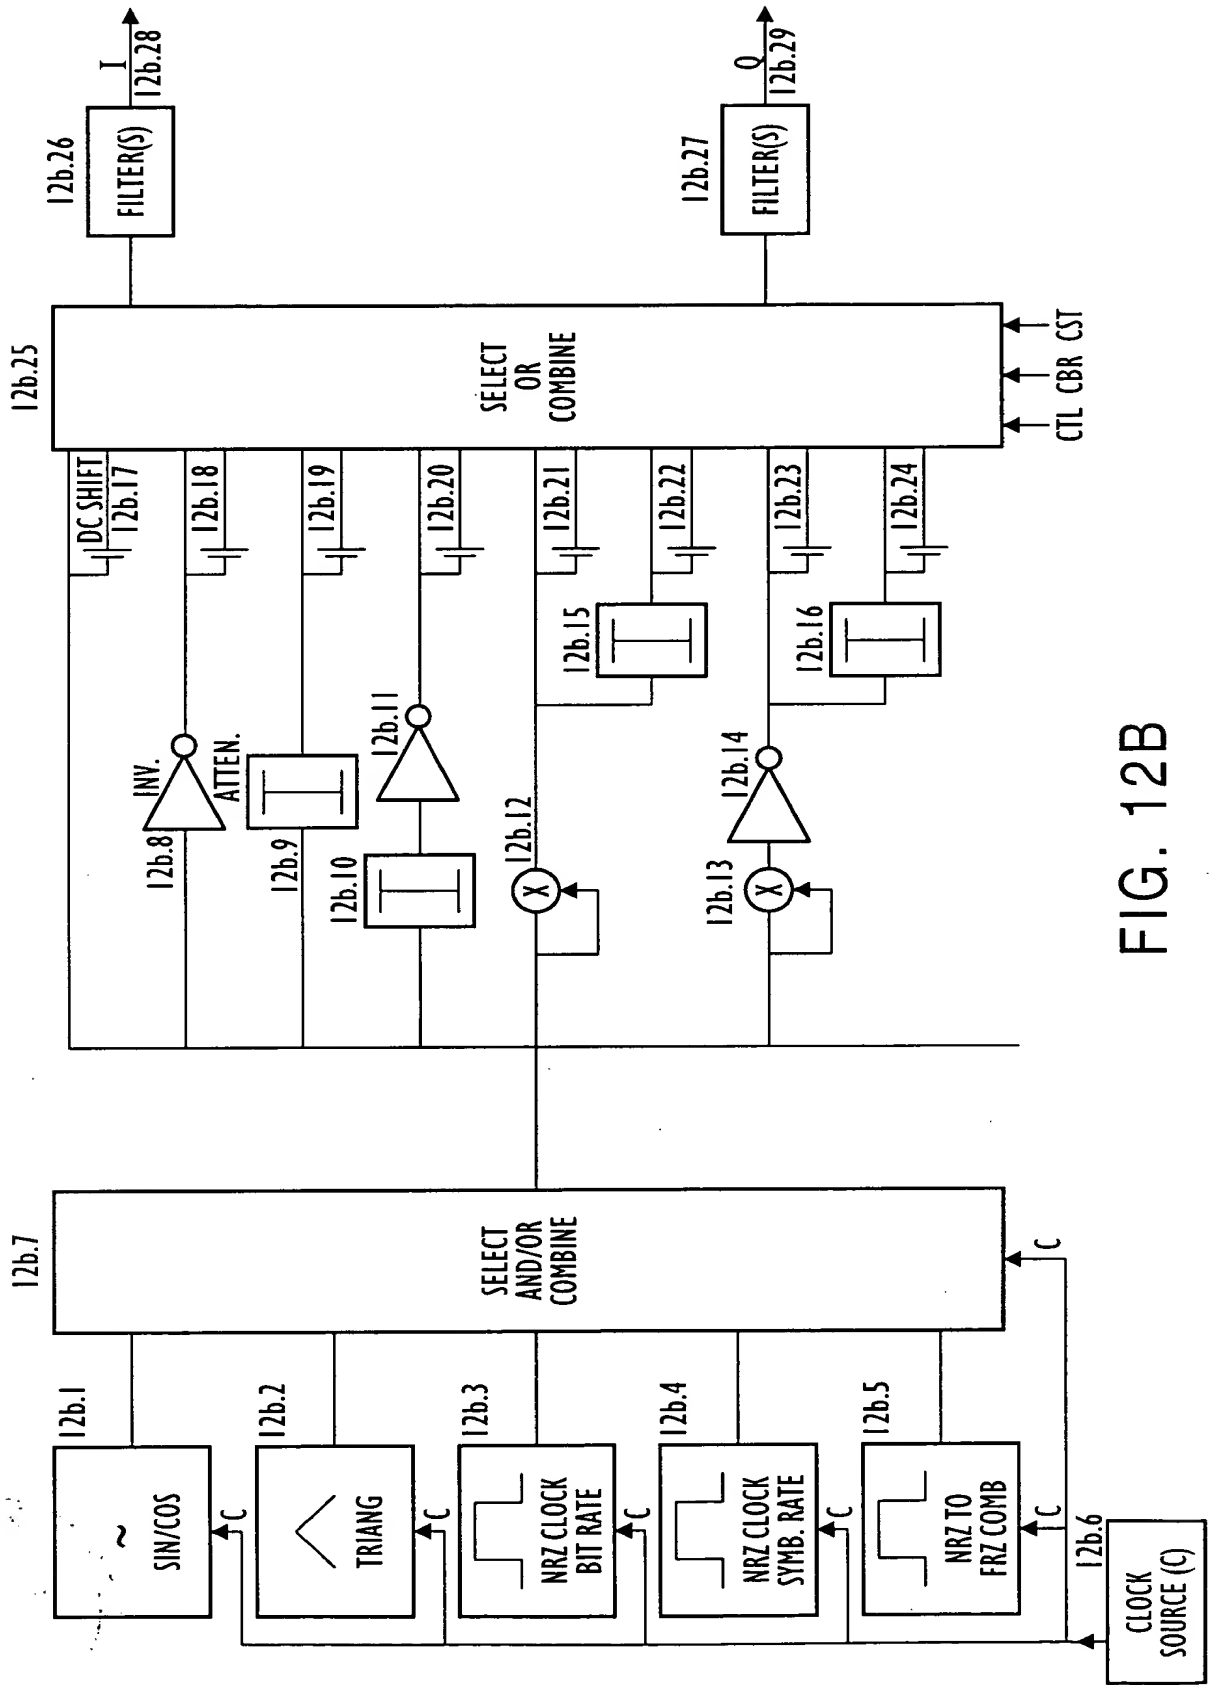 12b.1
SIN/COS
C
12b.2
TRIANG
C
12b.3
NRZ CLOCK
BIT RATE
C
12b.4
NRZ CLOCK
SYMB. RATE
C
12b.5
NRZ TO
FRZ COMB
C
12b.6
CLOCK
SOURCE (C)
12b.7
SELECT
AND/OR
COMBINE
C
INV.
12b.8
ATTEN.
12b.9
12b.10
12b.11
12b.12
X
12b.13
X
12b.14
12b.15
12b.16
DC SHIFT
12b.17
12b.18
12b.19
12b.20
12b.21
12b.22
12b.23
12b.24
12b.25
SELECT
OR
COMBINE
CTL CBR CST
12b.26
FILTER(S)
I
12b.28
12b.27
FILTER(S)
Q
12b.29
FIG. 12B